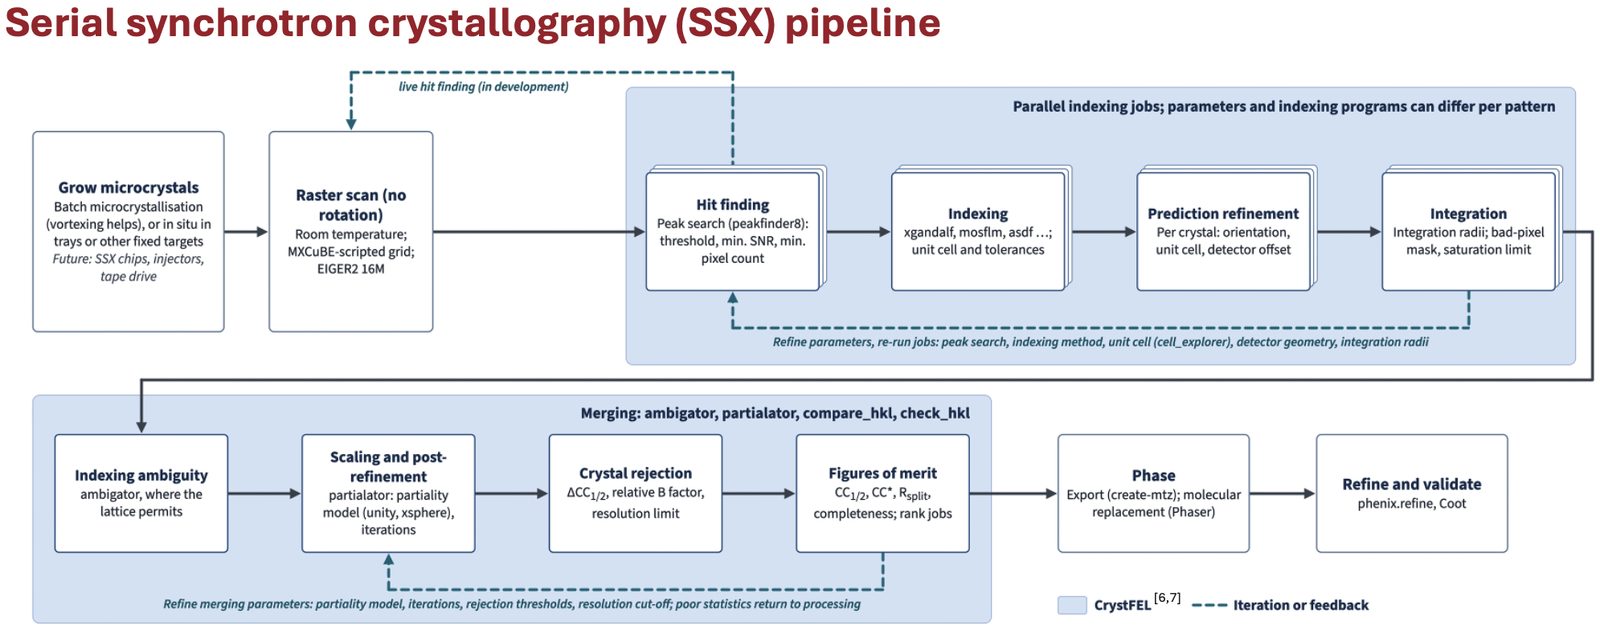 Serial synchrotron crystallography (SSX) pipeline
live hit finding (in development)
Parallel indexing jobs; parameters and indexing programs can differ per pattern
Grow microcrystals
Batch microcrystallisation
(vortexing helps), or in situ in
trays or other fixed targets
Future: SSX chips, injectors,
tape drive
Raster scan (no
rotation)
Room temperature;
MXCuBE-scripted grid;
EIGER2 16M
Hit finding
Peak search (peakfinder8):
threshold, min. SNR, min.
pixel count
Indexing
xgandalf, mosflm, asdf ...;
unit cell and tolerances
Prediction refinement
Per crystal: orientation,
unit cell, detector offset
Integration
Integration radii; bad-pixel
mask, saturation limit
Refine parameters, re-run jobs: peak search, indexing method, unit cell (cell_explorer), detector geometry, integration radii
Merging: ambigator, partialator, compare_hkl, check_hkl
Indexing ambiguity
ambigator, where the
lattice permits
Scaling and post-
refinement
partialator: partiality
model (unity, xsphere),
iterations
Crystal rejection
ΔCC1/2, relative B factor,
resolution limit
Figures of merit
CC1/2, CC*, Rsplit,
completeness; rank jobs
Phase
Export (create-mtz); molecular
replacement (Phaser)
Refine and validate
phenix.refine, Coot
Refine merging parameters: partiality model, iterations, rejection thresholds, resolution cut-off; poor statistics return to processing
CrystFEL [6,7]
Iteration or feedback